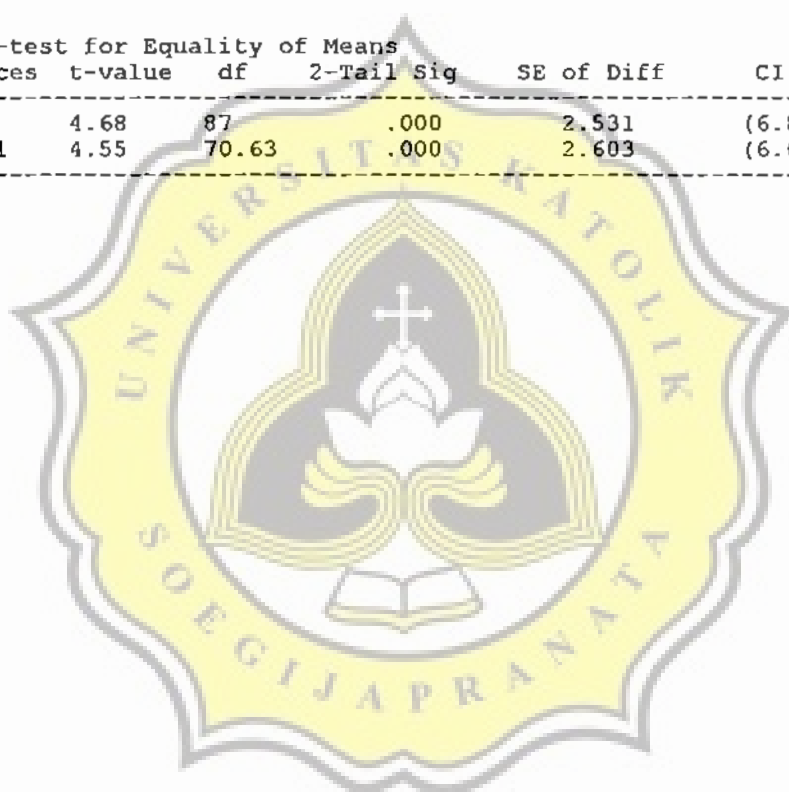 -test for Equality of Means
ces t-value df 2-Tail Sig SE of Diff CI
4.68 87 .000 2.531 (6.8
1 4.55 70.63 .000 2.603 (6.
UNIVERSITAS KATOLIK
SOEGIJAPRANATA